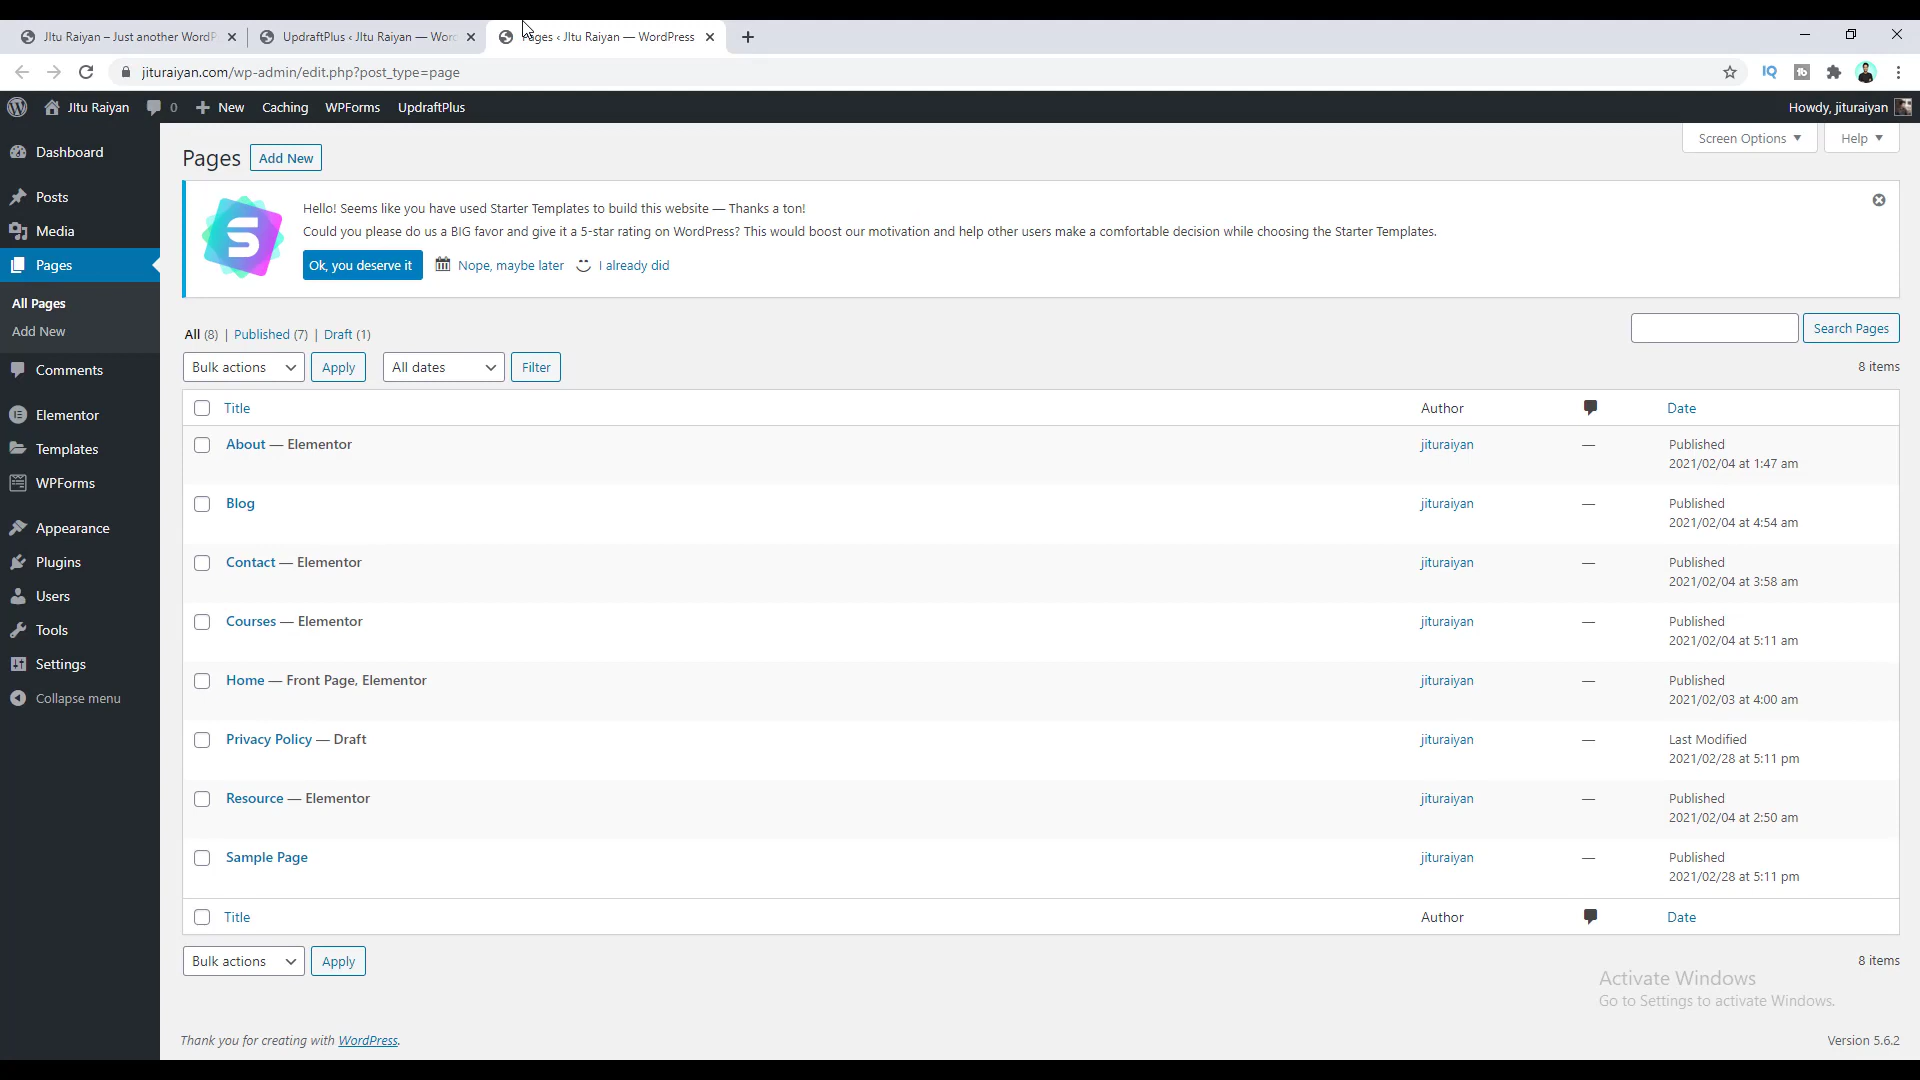 JItu Raiyan – Just another WordP
UpdraftPlus ‹ JItu Raiyan — Word
Pages ‹ JItu Raiyan — WordPress
jituraiyan.com/wp-admin/edit.php?post_type=page
JItu Raiyan 0 New Caching WPForms UpdraftPlus Howdy, jituraiyan
Dashboard
Posts
Media
Pages
All Pages
Add New
Comments
Elementor
Templates
WPForms
Appearance
Plugins
Users
Tools
Settings
Collapse menu
Screen Options Help
Pages Add New
Hello! Seems like you have used Starter Templates to build this website — Thanks a ton!
Could you please do us a BIG favor and give it a 5-star rating on WordPress? This would boost our motivation and help other users make a comfortable decision while choosing the Starter Templates.
Ok, you deserve it Nope, maybe later I already did
All (8) | Published (7) | Draft (1)
Search Pages
Bulk actions Apply All dates Filter 8 items
Title Author Date
About — Elementor jituraiyan — Published
2021/02/04 at 1:47 am
Blog jituraiyan — Published
2021/02/04 at 4:54 am
Contact — Elementor jituraiyan — Published
2021/02/04 at 3:58 am
Courses — Elementor jituraiyan — Published
2021/02/04 at 5:11 am
Home — Front Page, Elementor jituraiyan — Published
2021/02/03 at 4:00 am
Privacy Policy — Draft jituraiyan — Last Modified
2021/02/28 at 5:11 pm
Resource — Elementor jituraiyan — Published
2021/02/04 at 2:50 am
Sample Page jituraiyan — Published
2021/02/28 at 5:11 pm
Title Author Date
Bulk actions Apply 8 items
Activate Windows
Go to Settings to activate Windows.
Thank you for creating with WordPress. Version 5.6.2